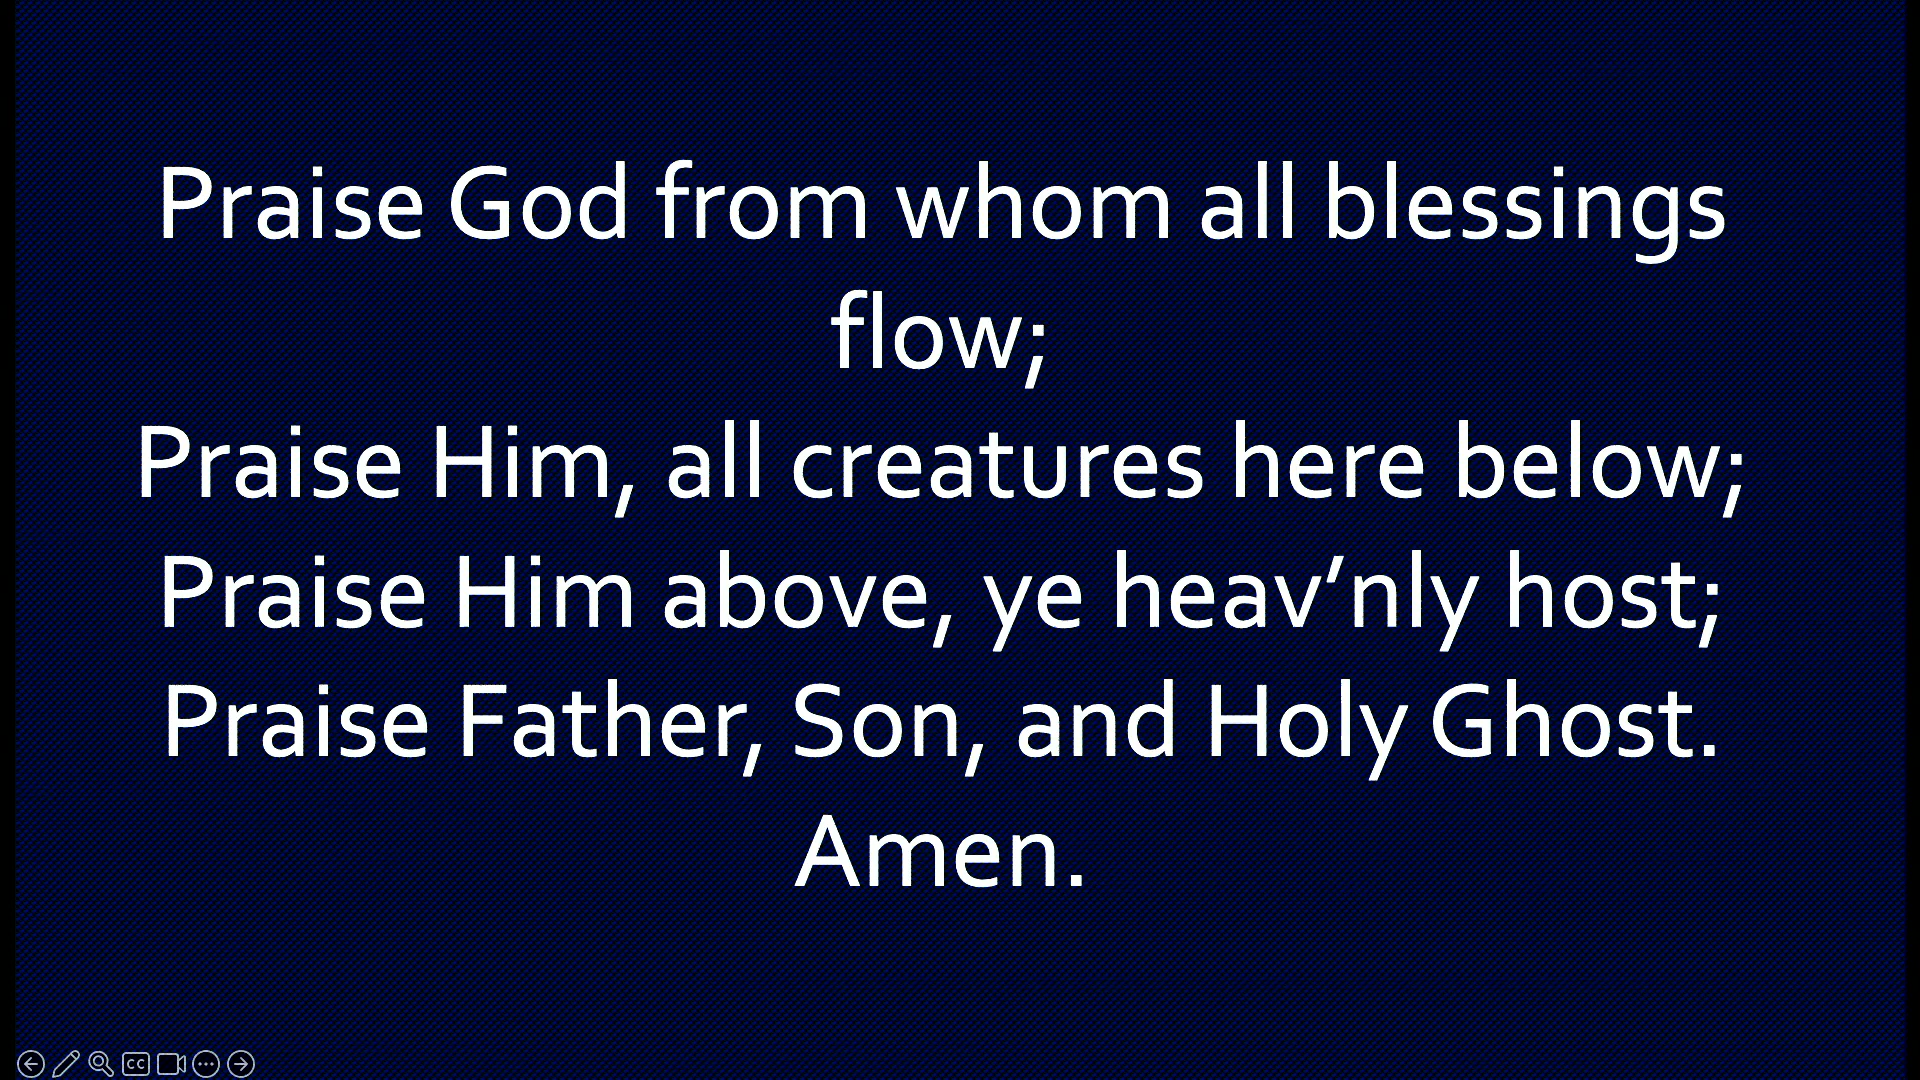 Praise God from whom all blessings
flow;
Praise Him, all creatures here below;
Praise Him above, ye heav’nly host;
Praise Father, Son, and Holy Ghost.
Amen.
CC